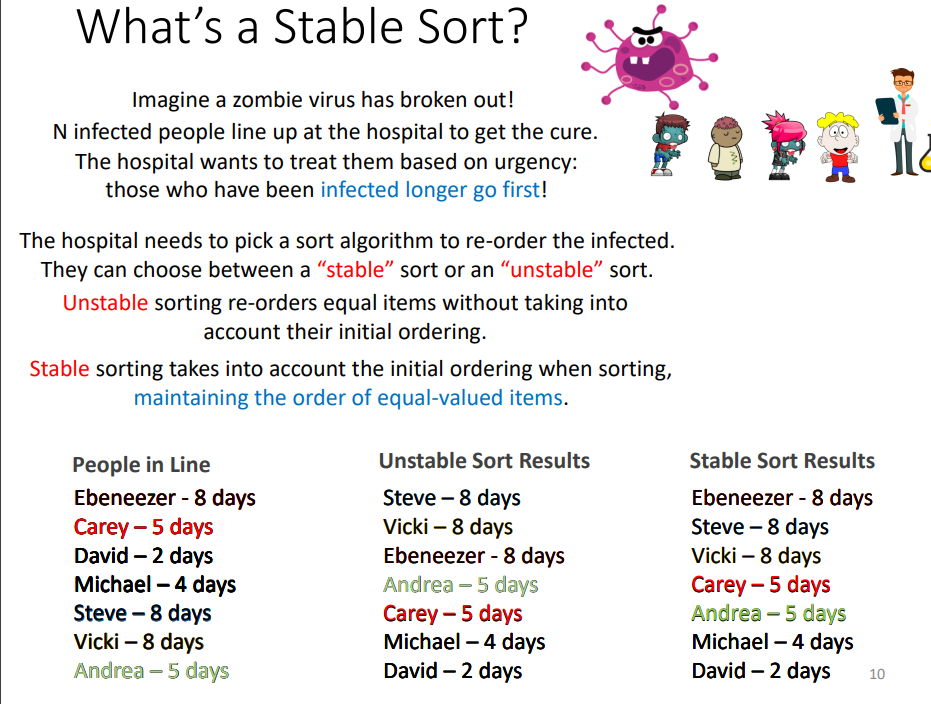 What's a Stable Sort?
Imagine a zombie virus has broken out!
N infected people line up at the hospital to get the cure.
The hospital wants to treat them based on urgency:
those who have been infected longer go first!
The hospital needs to pick a sort algorithm to re-order the infected.
They can choose between a “stable” sort or an “unstable” sort.
Unstable sorting re-orders equal items without taking into
account their initial ordering.
Stable sorting takes into account the initial ordering when sorting,
maintaining the order of equal-valued items.
People in Line
Ebeneezer - 8 days
Carey – 5 days
David – 2 days
Michael – 4 days
Steve – 8 days
Vicki – 8 days
Andrea – 5 days
Unstable Sort Results
Steve – 8 days
Vicki – 8 days
Ebeneezer - 8 days
Andrea – 5 days
Carey – 5 days
Michael – 4 days
David – 2 days
Stable Sort Results
Ebeneezer - 8 days
Steve – 8 days
Vicki – 8 days
Carey – 5 days
Andrea – 5 days
Michael – 4 days
David – 2 days
10